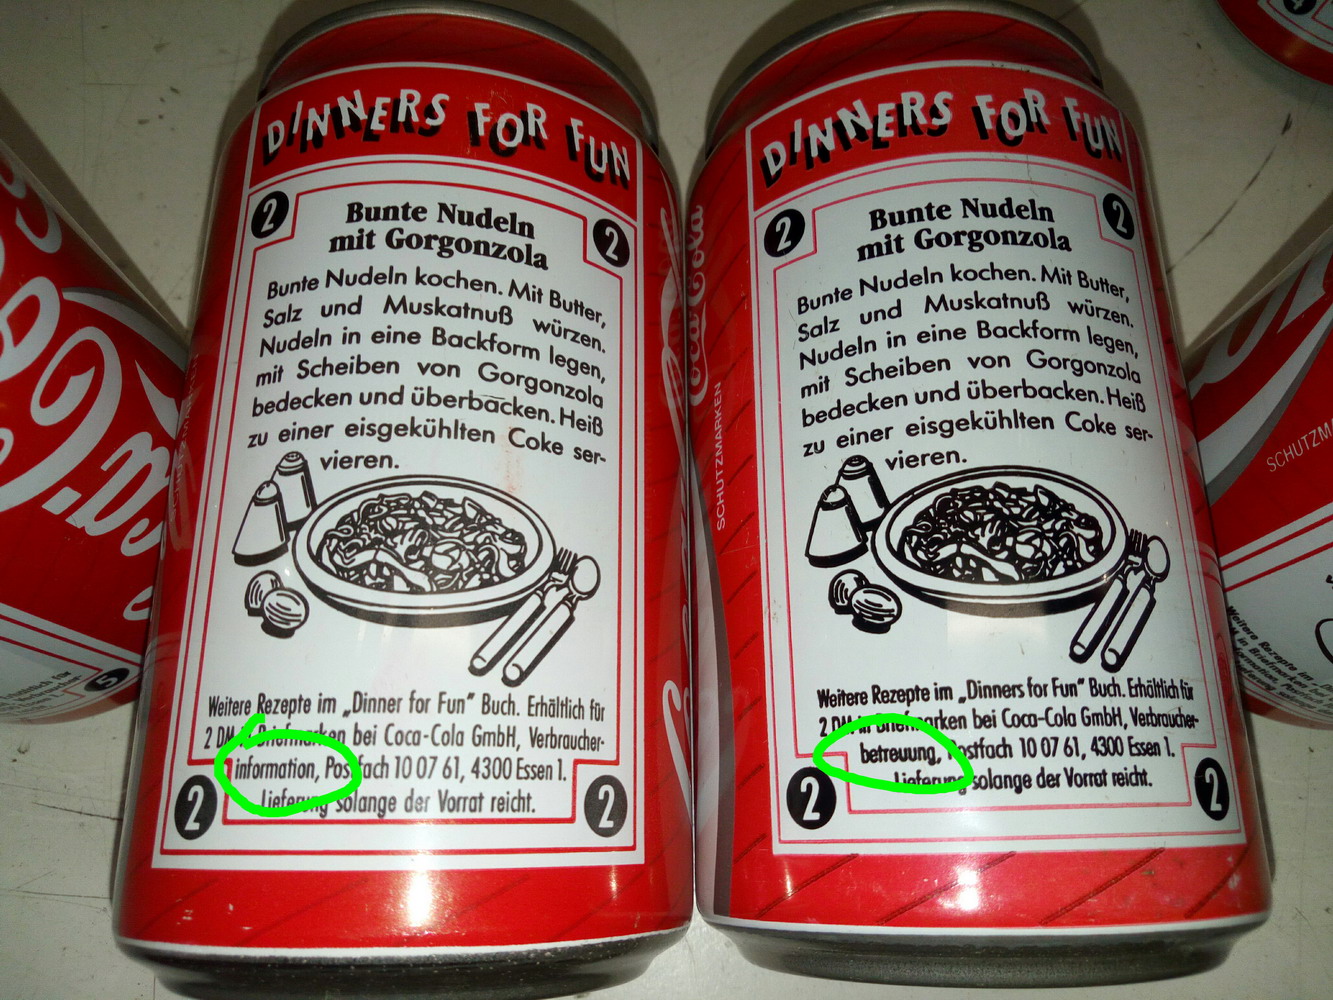 DINNERS FOR FUN
2 2
Bunte Nudeln
mit Gorgonzola
Bunte Nudeln kochen. Mit Butter,
Salz und Muskatnuß würzen.
Nudeln in eine Backform legen,
mit Scheiben von Gorgonzola
bedecken und überbacken. Heiß
zu einer eisgekühlten Coke ser-
vieren.
Weitere Rezepte im „Dinner for Fun" Buch. Erhältlich für
2 DM in Briefmarken bei Coca-Cola GmbH, Verbraucher-
information, Postfach 10 07 61, 4300 Essen 1.
Lieferung solange der Vorrat reicht.
2 2
DINNERS FOR FUN
2 2
Bunte Nudeln
mit Gorgonzola
Bunte Nudeln kochen. Mit Butter,
Salz und Muskatnuß würzen.
Nudeln in eine Backform legen,
mit Scheiben von Gorgonzola
bedecken und überbacken. Heiß
zu einer eisgekühlten Coke ser-
vieren.
Weitere Rezepte im „Dinners for Fun" Buch. Erhältlich für
2 DM in Briefmarken bei Coca-Cola GmbH, Verbraucher-
betreuung, Postfach 10 07 61, 4300 Essen 1.
Lieferung solange der Vorrat reicht.
2 2
Coca-Cola
SCHUTZMARKEN
5
Weitere Rezepte im